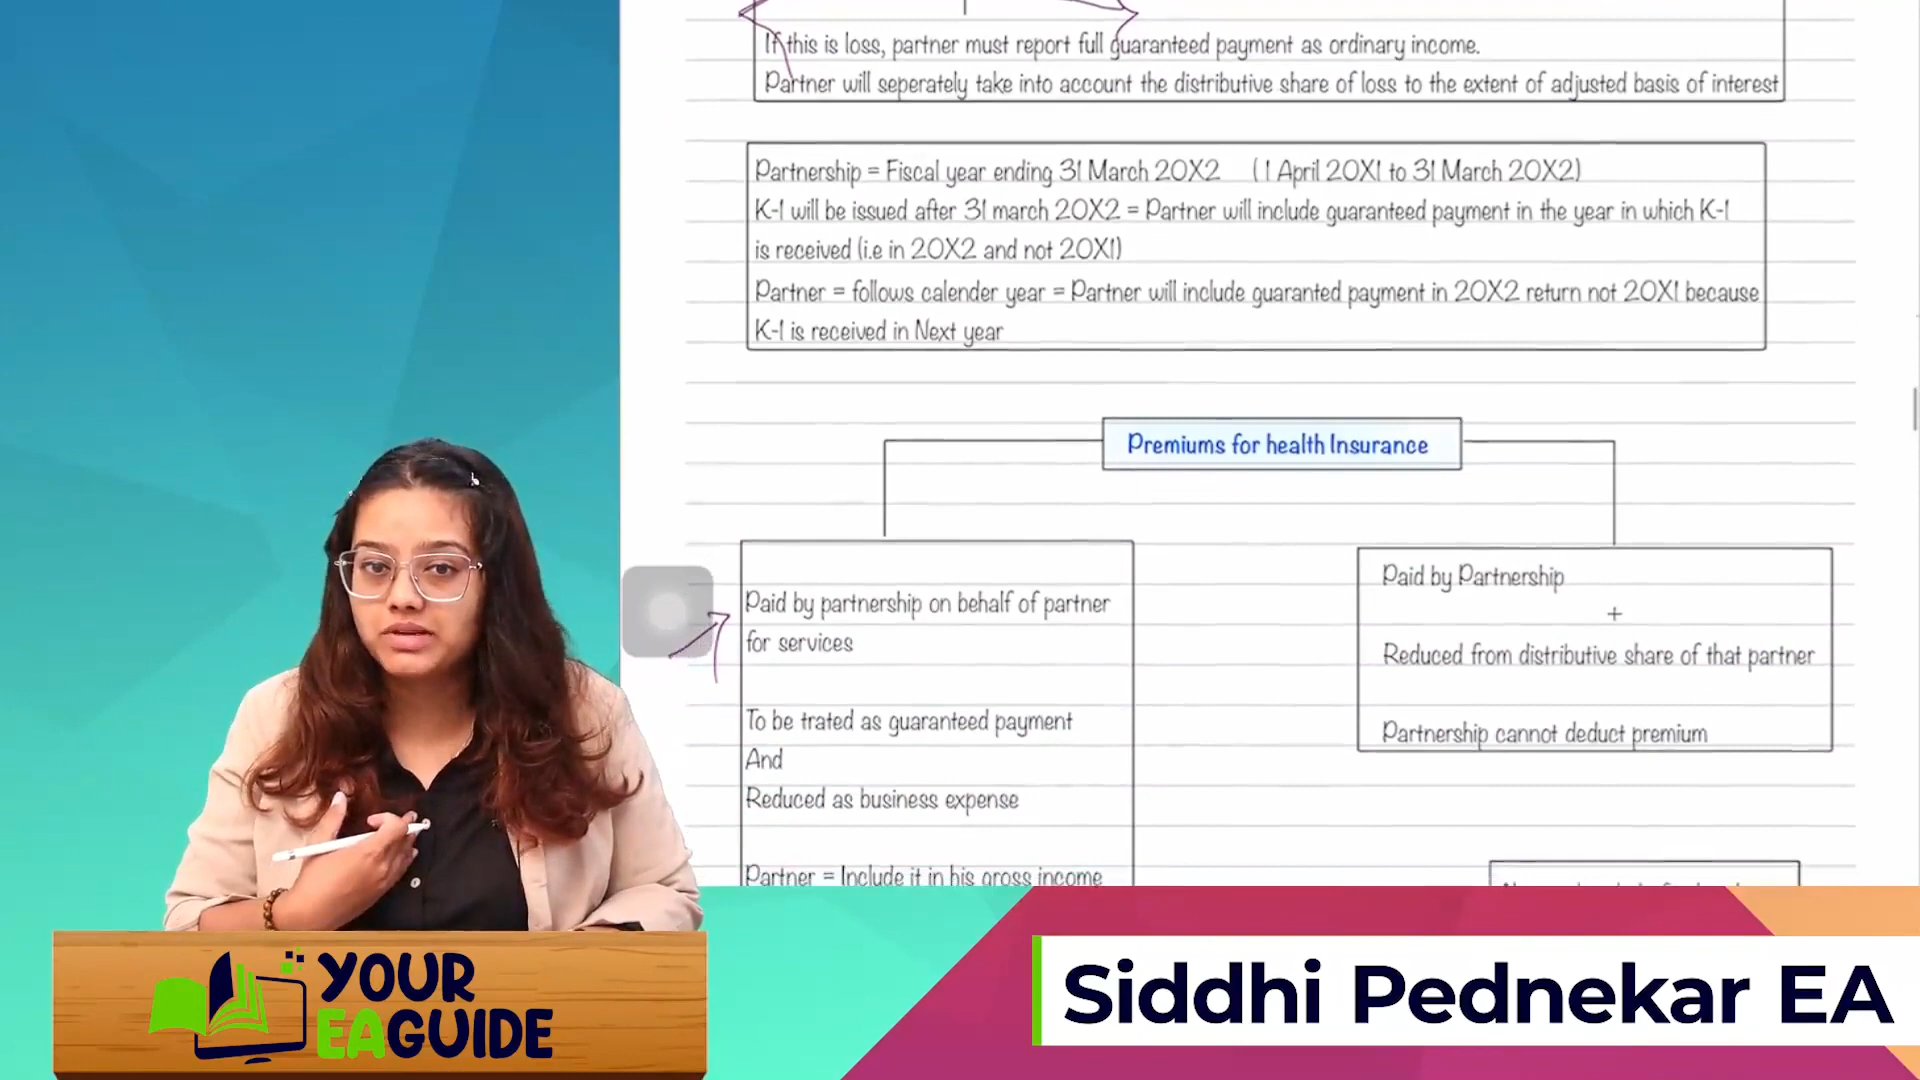 If this is loss, partner must report full guaranteed payment as ordinary income.
Partner will seperately take into account the distributive share of loss to the extent of adjusted basis of interest
Partnership = Fiscal year ending 31 March 20X2 (1 April 20X1 to 31 March 20X2)
K-1 will be issued after 31 march 20X2 = Partner will include guaranteed payment in the year in which K-1
is received (i.e in 20X2 and not 20X1)
Partner = follows calender year = Partner will include guaranted payment in 20X2 return not 20X1 because
K-1 is received in Next year
Premiums for health Insurance
Paid by partnership on behalf of partner
for services
To be trated as guaranteed payment
And
Reduced as business expense
Partner = Include it in his gross income
Paid by Partnership
+
Reduced from distributive share of that partner
Partnership cannot deduct premium
YOUR
EAGUIDE
Siddhi Pednekar EA